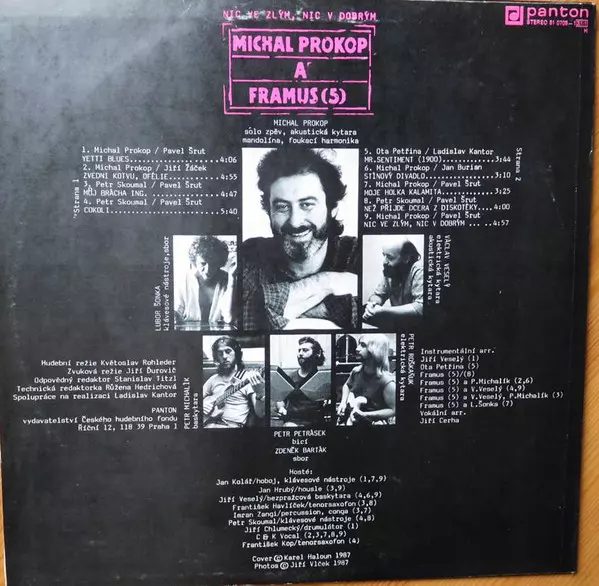 NIC VE ZLÝM, NIC V DOBRÝM
panton
STEREO 81 0705-1
H
MICHAL PROKOP
A
FRAMUS(5)
MICHAL PROKOP
sólo zpěv, akustická kytara
mandolína, foukací harmonika
Strana 1
1. Michal Prokop / Pavel Šrut
YETTI BLUES..................4:06
2. Michal Prokop / Jiří Žáček
ZVEDNI KOTVU, OFÉLIE.........4:55
3. Petr Skoumal / Pavel Šrut
MŮJ BRÁCHA ING. .............4:47
4. Petr Skoumal / Pavel Šrut
COKOLI.......................5:40
Strana
5. Ota Petřina / Ladislav Kantor
MR.SENTIMENT (1900)..........3:44
6. Michal Prokop / Jan Burian
STÍNOVÝ DIVADLO..............3:10
7. Michal Prokop / Pavel Šrut
MOJE HOLKA KALAMITA..........3:25
8. Petr Skoumal / Pavel Šrut
NEŽ PŘIJDE DCERA Z DISKOTÉKY....4:00
9. Michal Prokop / Pavel Šrut
NIC VE ZLÝM, NIC V DOBRÝM ...4:57
LUBOR ŠONKA
klávesové nástroje,sbor
VÁCLAV VESELÝ
elektrická kytara
akustická kytara
PETR MICHALÍK
baskytara
PETR ROŠKAŇUK
elektrická kytara
Hudební režie Květoslav Rohleder
Zvuková režie Jiří Ďurovič
Odpovědný redaktor Stanislav Titzl
Technická redaktorka Růžena Hedrichová
Spolupráce na realizaci Ladislav Kantor
PANTON
vydavatelství Českého hudebního fondu
Říční 12, 118 39 Praha 1
Instrumentální arr.
Jiří Veselý (1)
Ota Petřina (5)
Framus (5)/(8)
Framus (5) a P.Michalík (2,6)
Framus (5) a V.Veselý (4,9)
Framus (5) a V.Veselý, P.Michalík (3)
Framus (5) a L.Šonka (7)
Vokální arr.
Jiří Cerha
PETR PETRÁSEK
bicí
ZDENĚK BARTÁK
sbor
Hosté:
Jan Kolář/hoboj, klávesové nástroje (1,7,9)
Jan Hrubý/housle (3,9)
Jiří Veselý/bezpražcová baskytara (4,6,9)
František Havlíček/tenorsaxofon (3,8)
Imran Zangi/percussion, conga (3,7)
Petr Skoumal/klávesové nástroje (4,8)
Jiří Chlumecký/drumulator (1)
C & K Vocal (2,3,7,8,9)
František Kop/tenorsaxofon (4)
Cover © Karel Haloun 1987
Photos © Jiří Vlček 1987